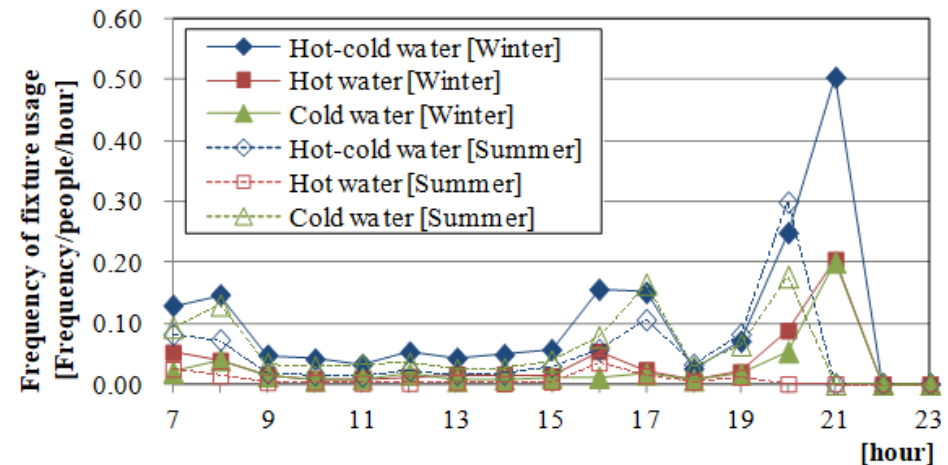 Frequency of fixture usage
[Frequency/people/hour]
0.60
0.50
0.40
0.30
0.20
0.10
0.00
Hot-cold water [Winter]
Hot water [Winter]
Cold water [Winter]
Hot-cold water [Summer]
Hot water [Summer]
Cold water [Summer]
7 9 11 13 15 17 19 21 23
[hour]